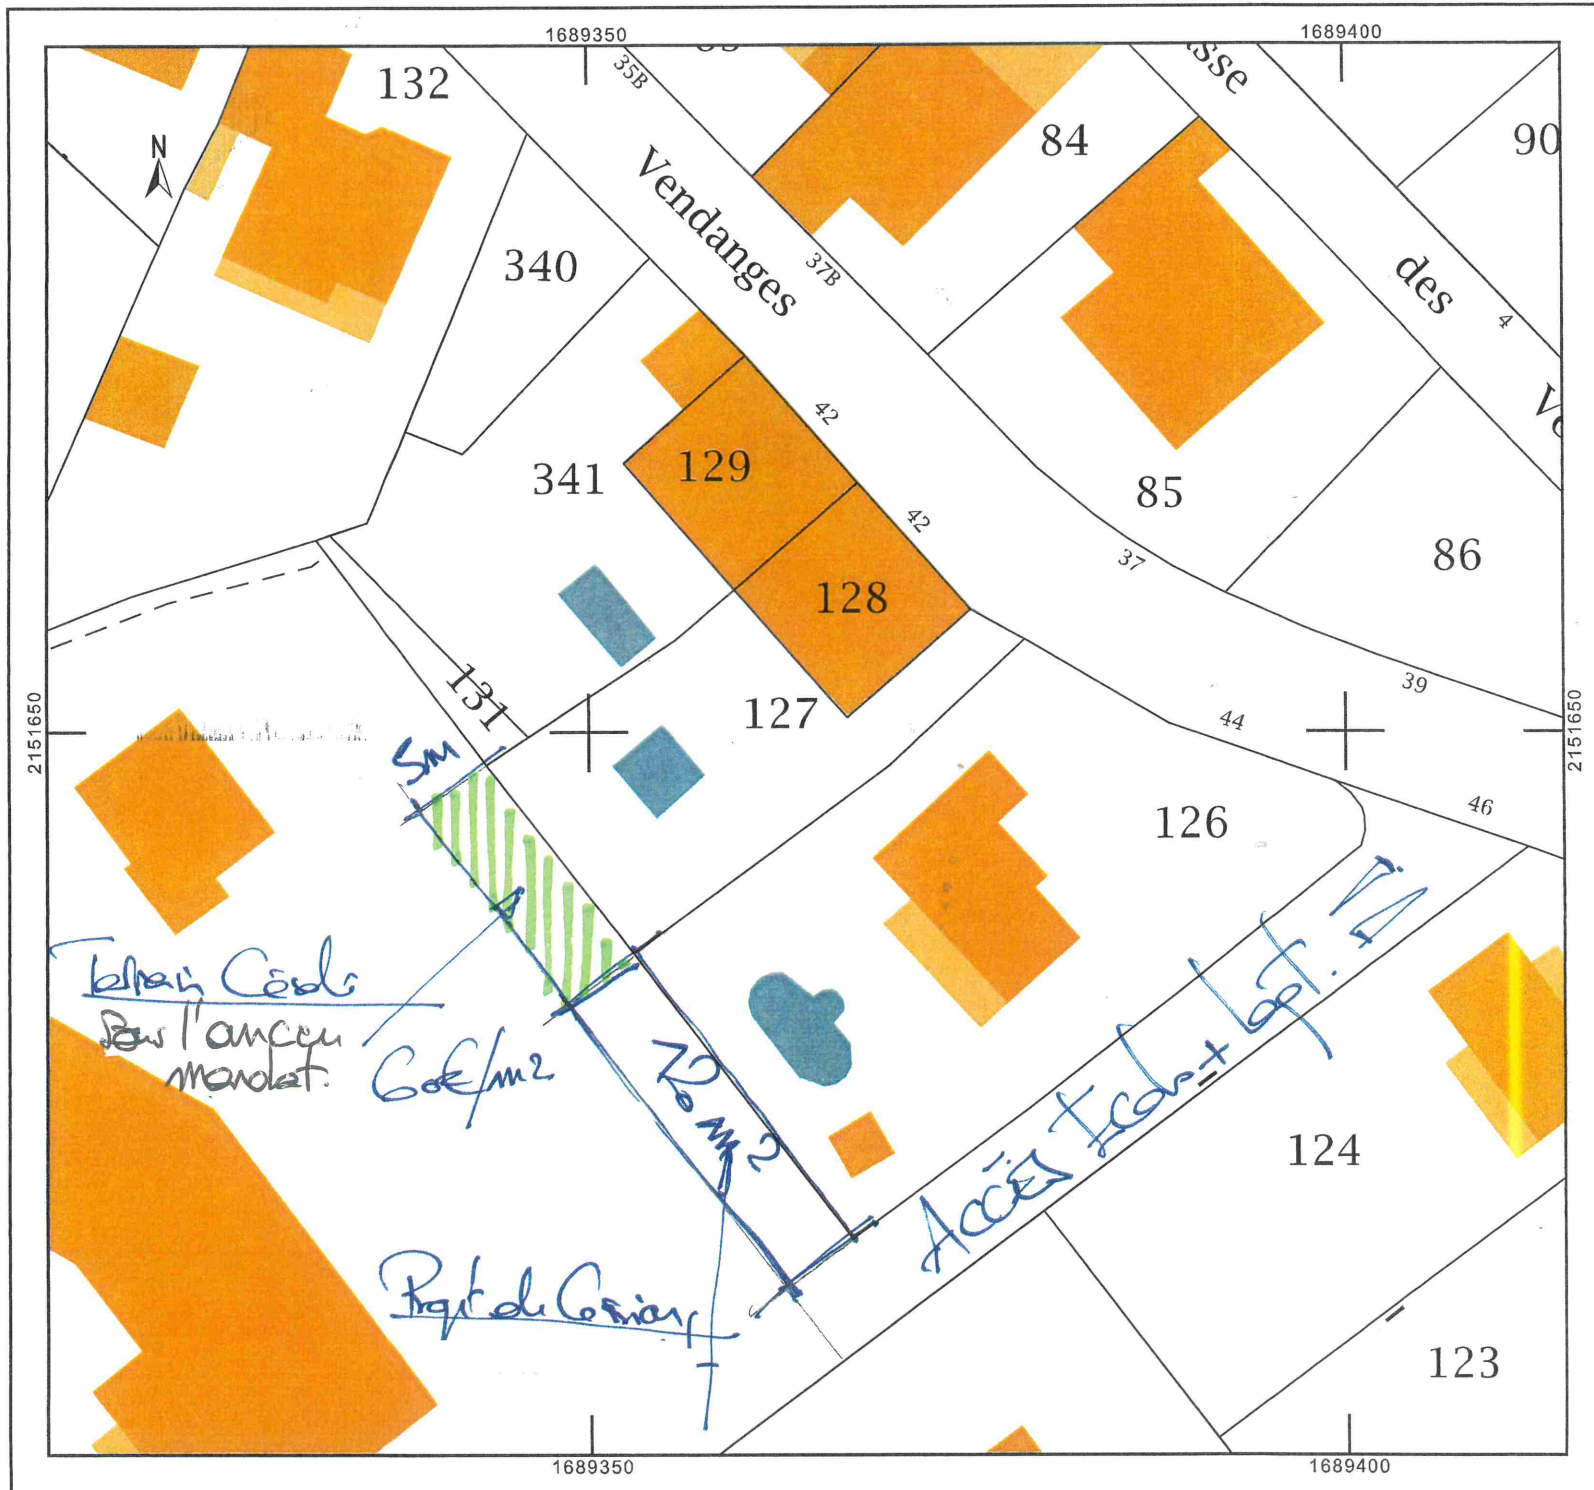 1689350
1689400
35B
asse
132
84
90
N
Vendanges
340
37B
des
4
42
341
129
85
42
86
128
37
131
127
39
2151650
2151650
44
5m
126
46
Terrain Cédé
Sous l'ancien
mandat.
60€/m2
70 m2
Accès Ecole + Logt.
124
Projet de Cession
123
1689350
1689400